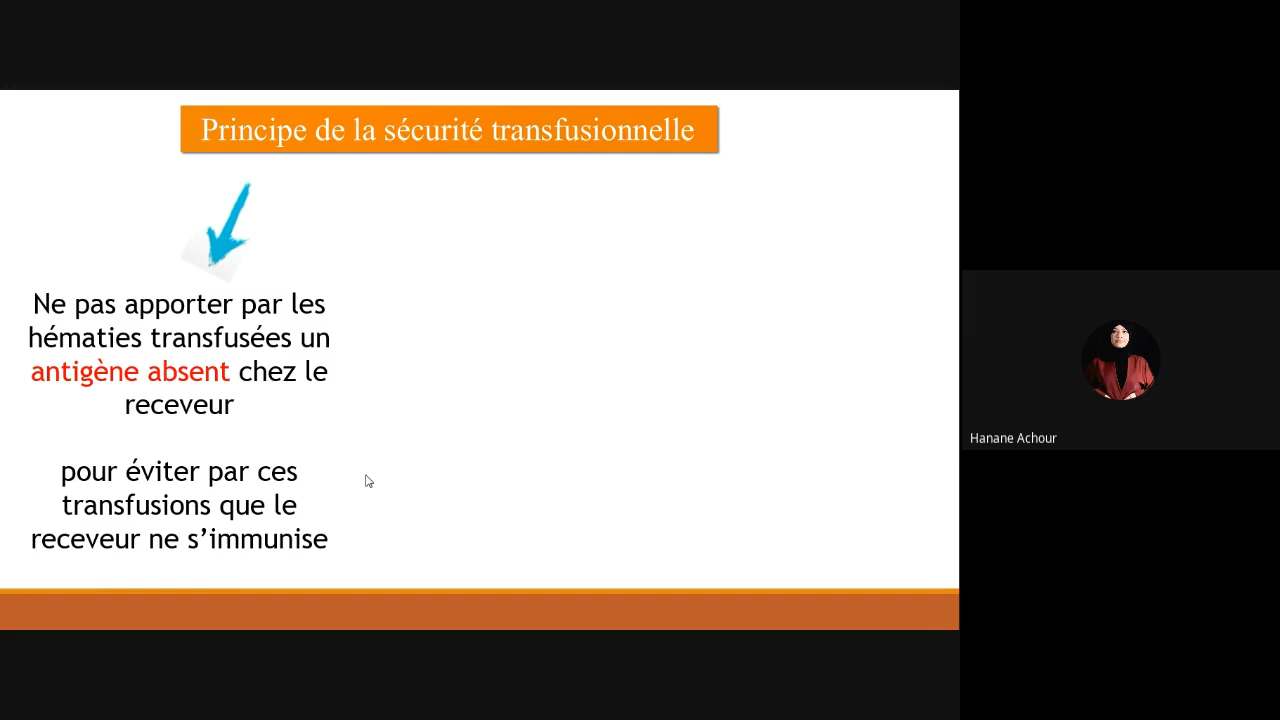 Principe de la sécurité transfusionnelle
Ne pas apporter par les
hématies transfusées un
antigène absent chez le
receveur
pour éviter par ces
transfusions que le
receveur ne s’immunise
Hanane Achour